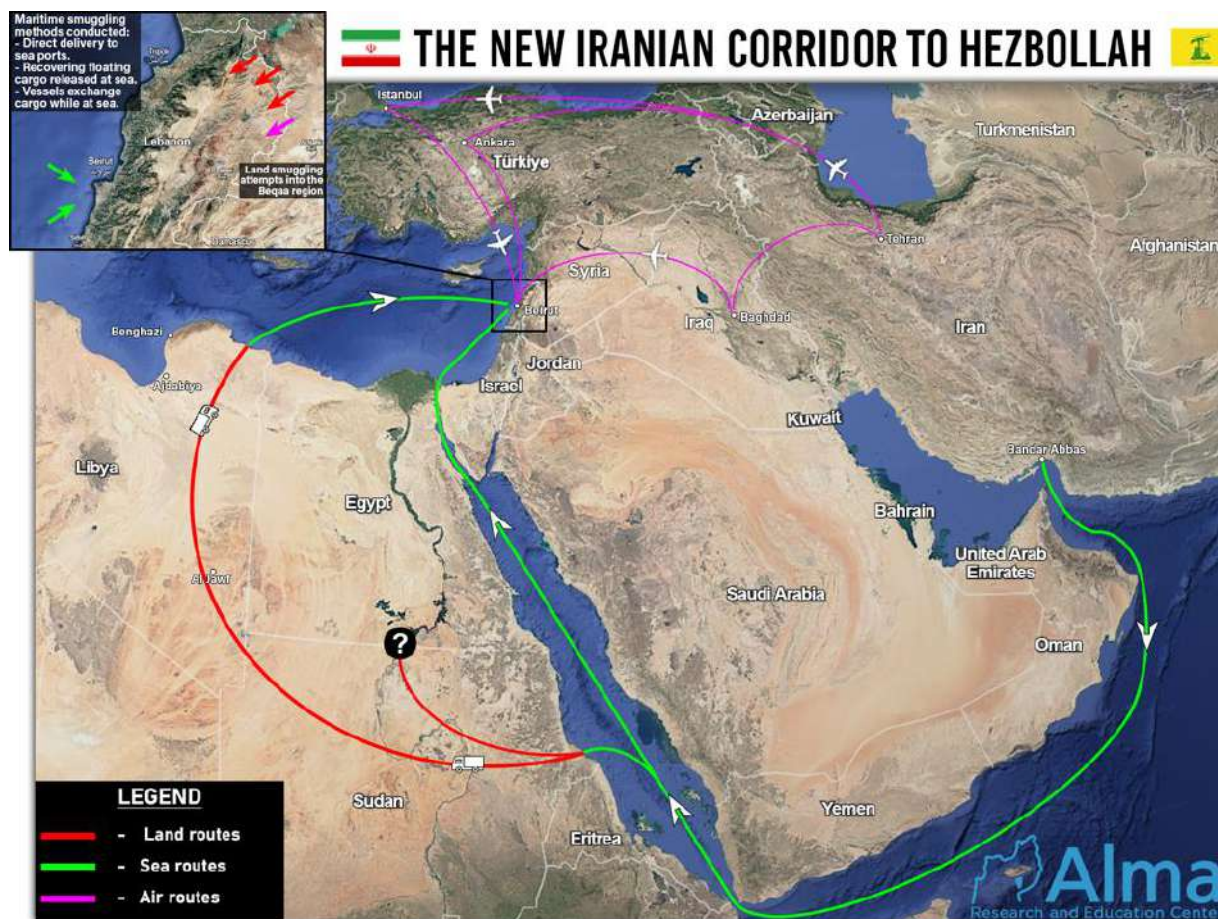 Maritime smuggling
methods conducted:
- Direct delivery to
sea ports.
- Recovering floating
cargo released at sea.
- Vessels exchange
cargo while at sea.
Tripoli
Lebanon
Beirut
Land smuggling
attempts into the
Beqaa region
Damascus
THE NEW IRANIAN CORRIDOR TO HEZBOLLAH
Istanbul
Azerbaijan
Turkmenistan
Ankara
Türkiye
Tehran
Afghanistan
Syria
Beirut
Iraq
Baghdad
Iran
Benghazi
Jordan
Ajdabiya
Israel
Kuwait
Bandar Abbas
Libya
Egypt
Bahrain
United Arab
Emirates
Al Jawf
Saudi Arabia
?
Oman
LEGEND
- Land routes
- Sea routes
- Air routes
Sudan
Yemen
Eritrea
Alma
Research and Education Center